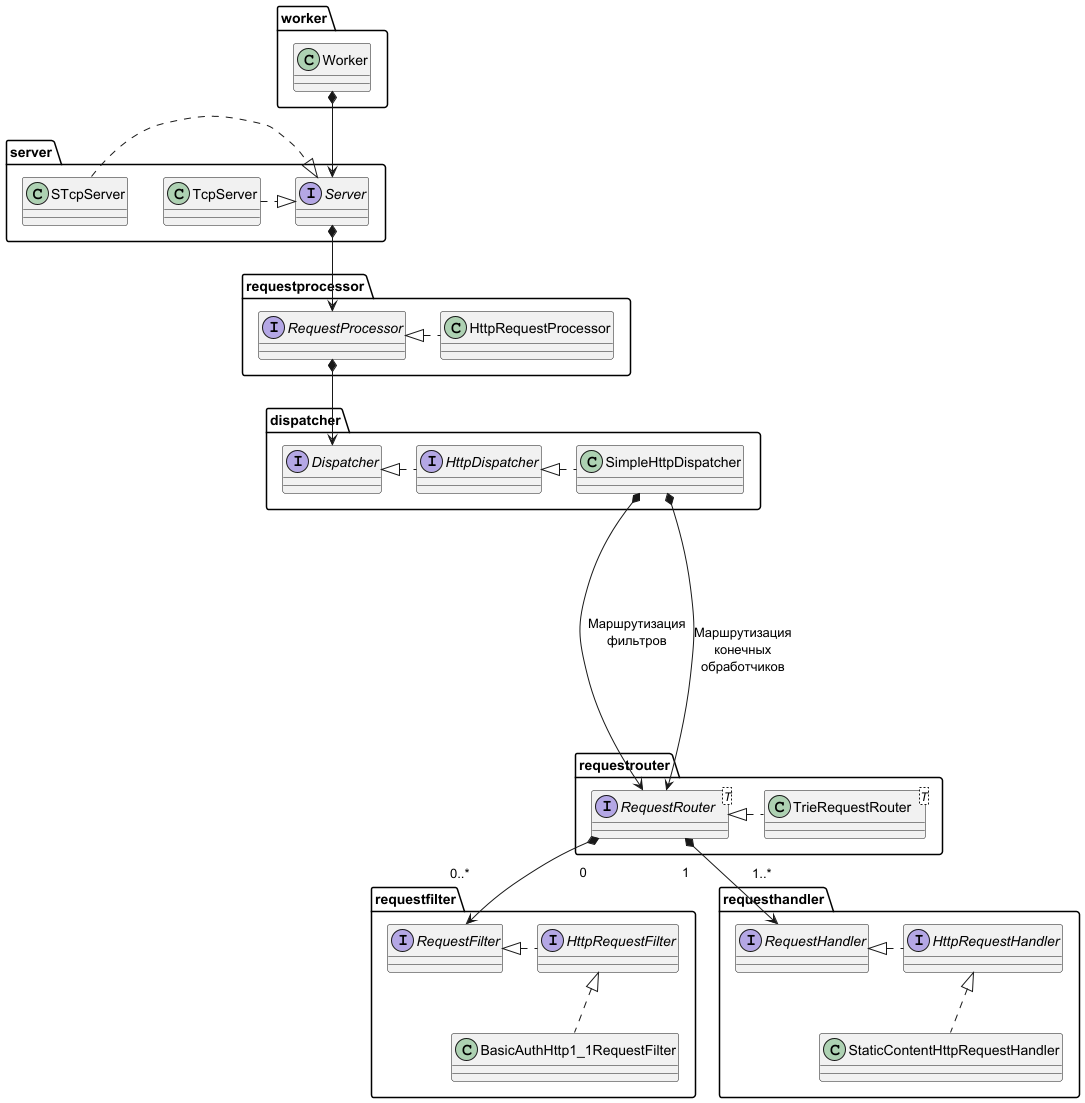 worker
C Worker
server
C STcpServer
C TcpServer
I Server
requestprocessor
I RequestProcessor
C HttpRequestProcessor
dispatcher
I Dispatcher
I HttpDispatcher
C SimpleHttpDispatcher
Маршрутизация
фильтров
Маршрутизация
конечных
обработчиков
requestrouter
I RequestRouter
T
C TrieRequestRouter
T
0..*
0
1
1..*
requestfilter
I RequestFilter
I HttpRequestFilter
C BasicAuthHttp1_1RequestFilter
requesthandler
I RequestHandler
I HttpRequestHandler
C StaticContentHttpRequestHandler